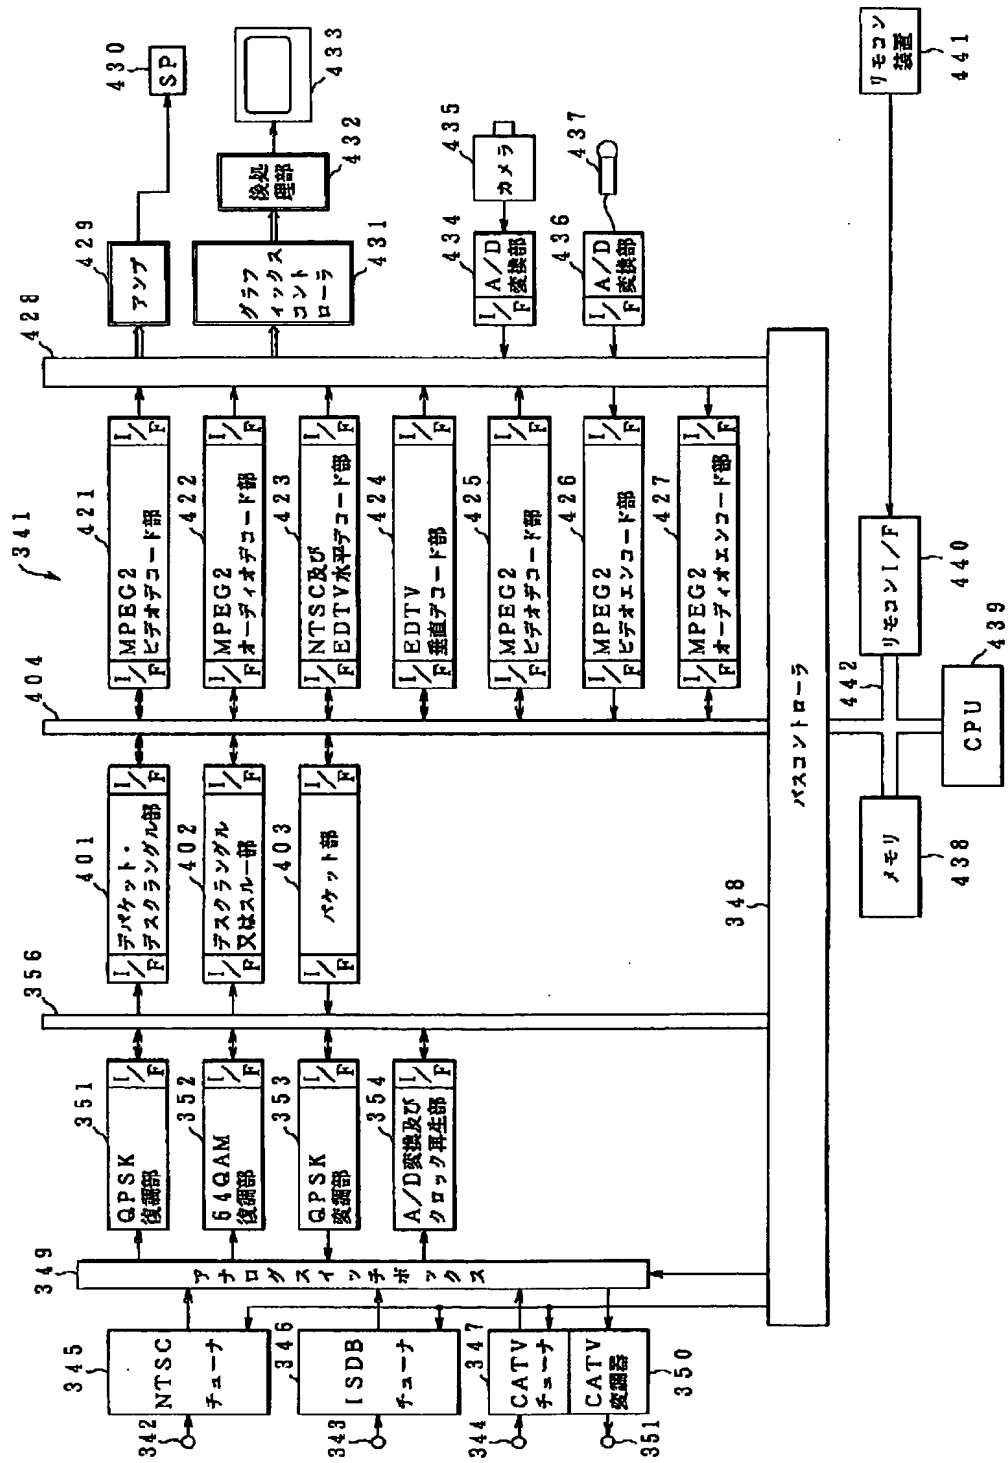 341
342
343
344
351
345
NTSC
チューナ
346
ISDB
チューナ
347
CATV
チューナ
CATV
変調器
350
349
アナログスイッチボックス
351
QPSK
復調部
I/F
352
64QAM
復調部
I/F
353
QPSK
変調部
I/F
354
A/D変換及び
クロック再生部
I/F
356
401
I/F
デパケット・
デスクランブル部
I/F
402
I/F
デスクランブル
又はスルー部
I/F
403
I/F
パケット部
I/F
404
421
I/F
MPEG2
ビデオデコード部
I/F
422
I/F
MPEG2
オーディオデコード部
I/F
423
I/F
NTSC及び
EDTV水平デコード部
I/F
424
I/F
EDTV
垂直デコード部
I/F
425
I/F
MPEG2
ビデオデコード部
I/F
426
I/F
MPEG2
ビデオエンコード部
I/F
427
I/F
MPEG2
オーディオエンコード部
I/F
428
429
アンプ
430
SP
グラフ
ィックス
コント
ローラ
431
後処
理部
432
433
434
I/F
A/D
変換部
435
カメラ
436
I/F
A/D
変換部
437
348
バスコントローラ
メモリ
438
442
CPU
439
リモコンI/F
440
リモコン
装置
441